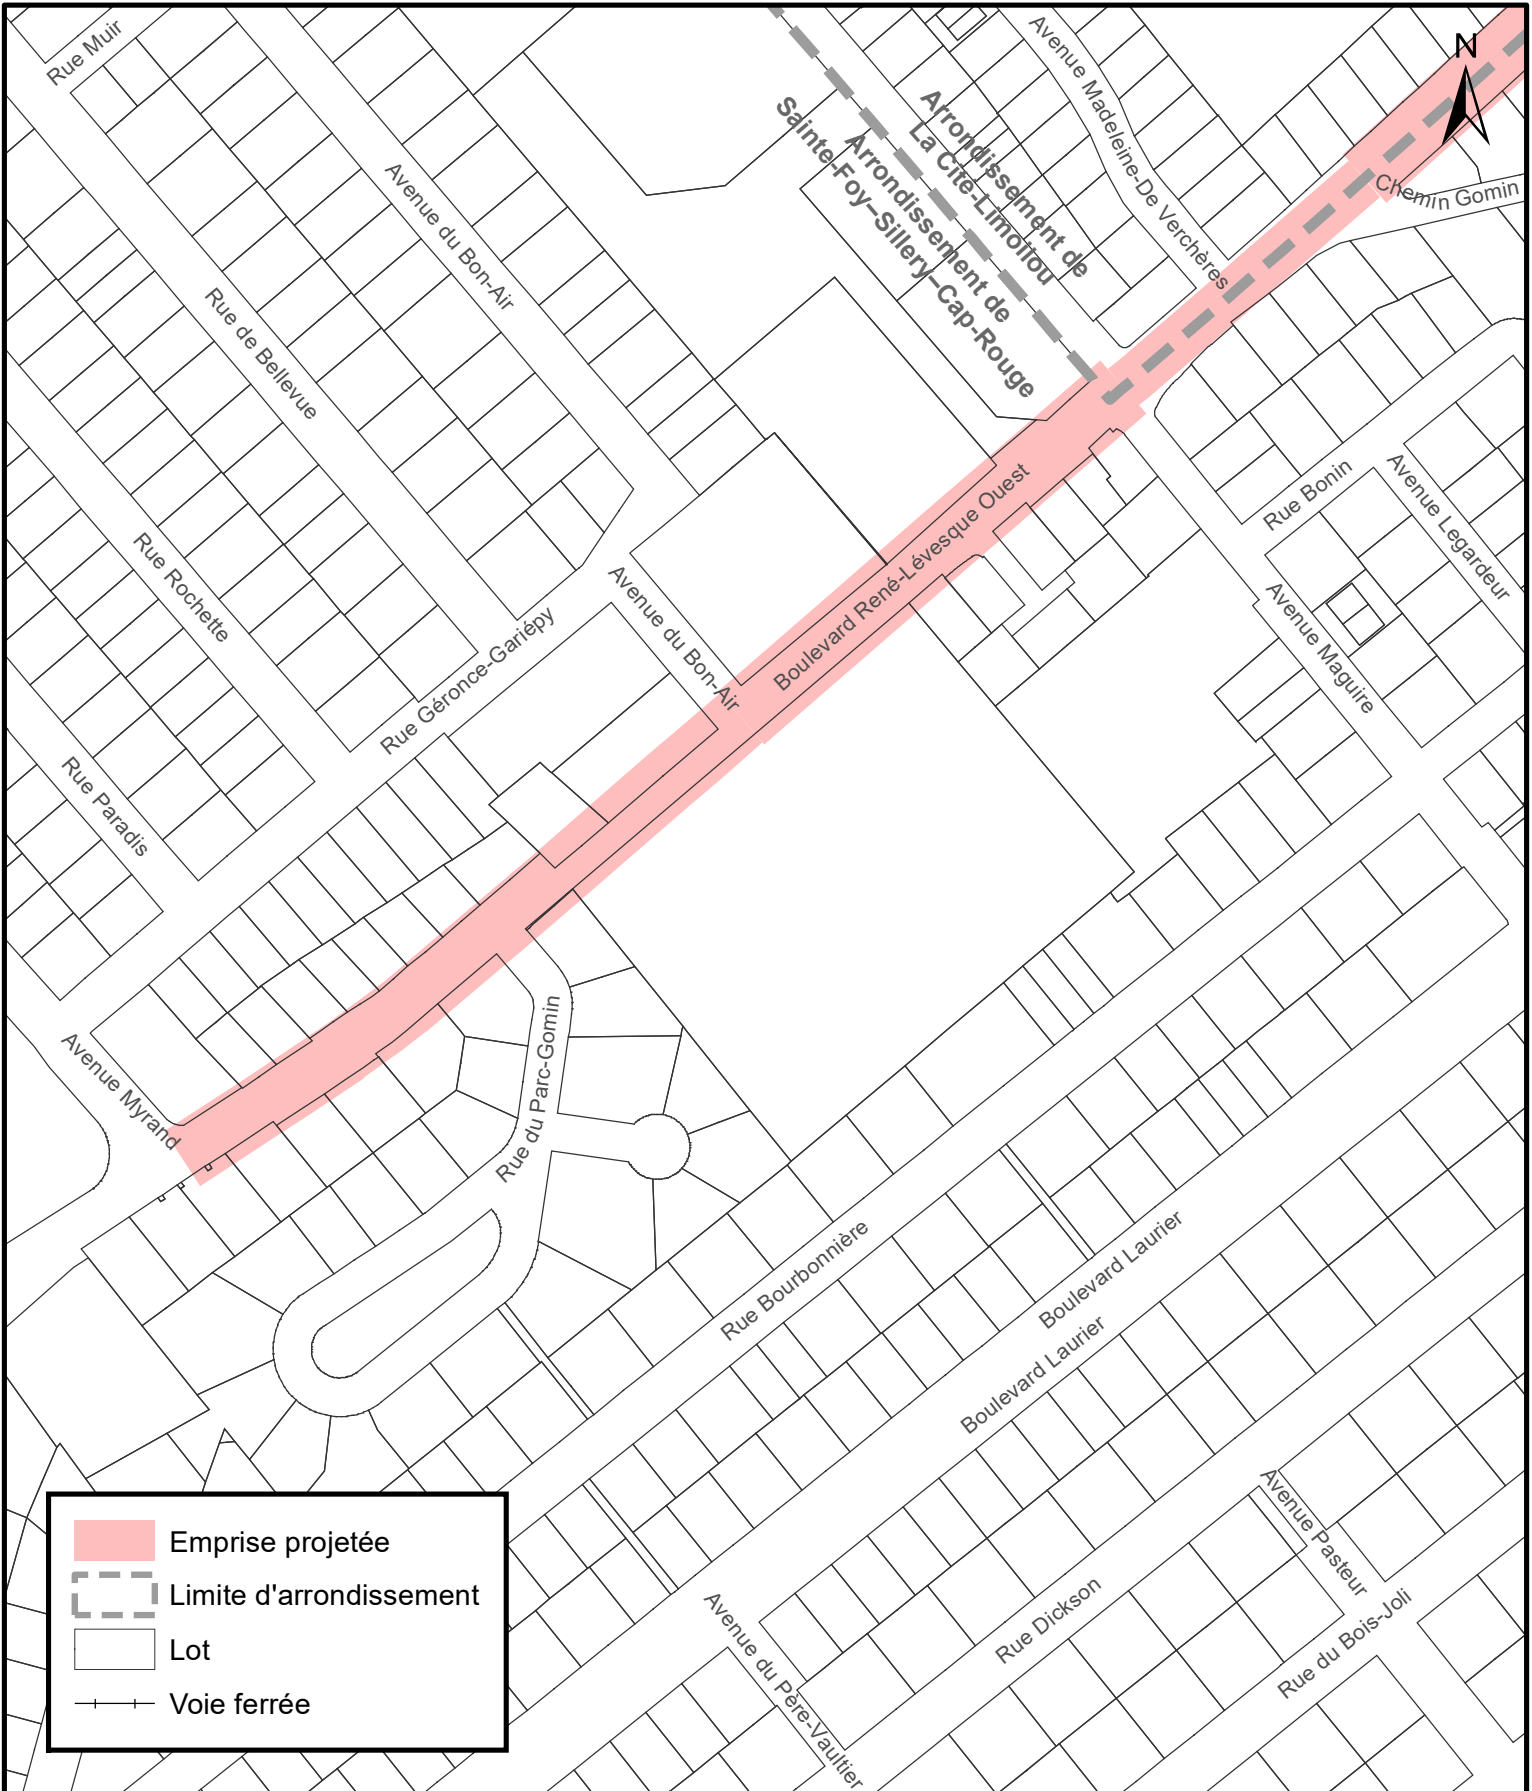 Rue Muir
N
Avenue Madeleine-De Verchères
Arrondissement de
La Cité-Limoilou
Arrondissement de
Sainte-Foy–Sillery–Cap-Rouge
Chemin Gomin
Avenue du Bon-Air
Rue de Bellevue
Boulevard René-Lévesque Ouest
Rue Bonin
Avenue Legardeur
Rue Rochette
Avenue du Bon-Air
Avenue Maguire
Rue Géronce-Gariépy
Rue Paradis
Avenue Myrand
Rue du Parc-Gomin
Rue Bourbonnière
Boulevard Laurier
Boulevard Laurier
Avenue Pasteur
Rue Dickson
Rue du Bois-Joli
Avenue du Père-Vaultier
Emprise projetée
Limite d'arrondissement
Lot
Voie ferrée